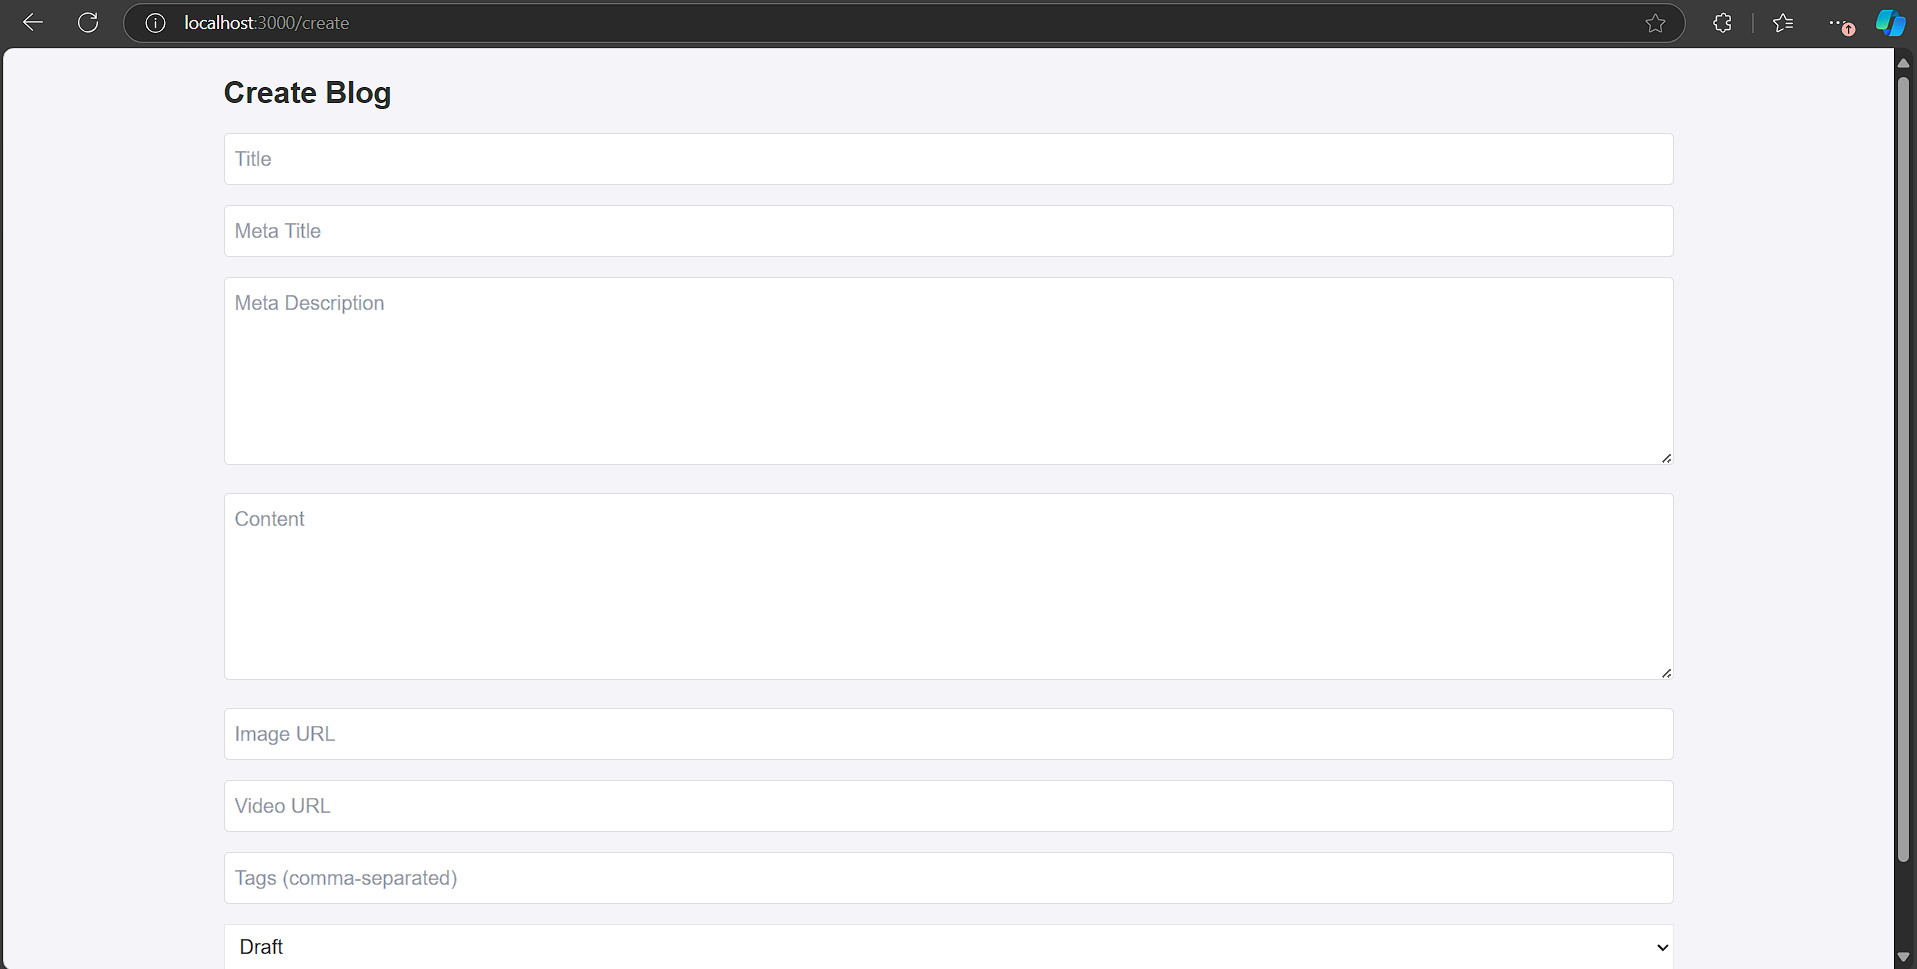 localhost:3000/create
Create Blog
Title
Meta Title
Meta Description
Content
Image URL
Video URL
Tags (comma-separated)
Draft